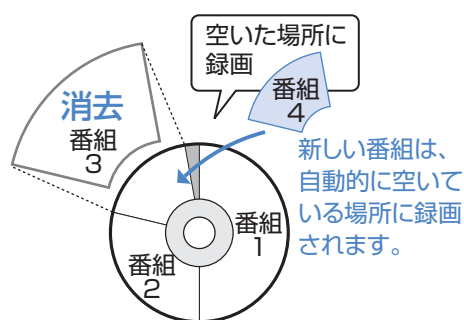 空いた場所に
録画
番組
4
消去
番組
3
新しい番組は、
自動的に空いて
いる場所に録画
されます。
番組
1
番組
2